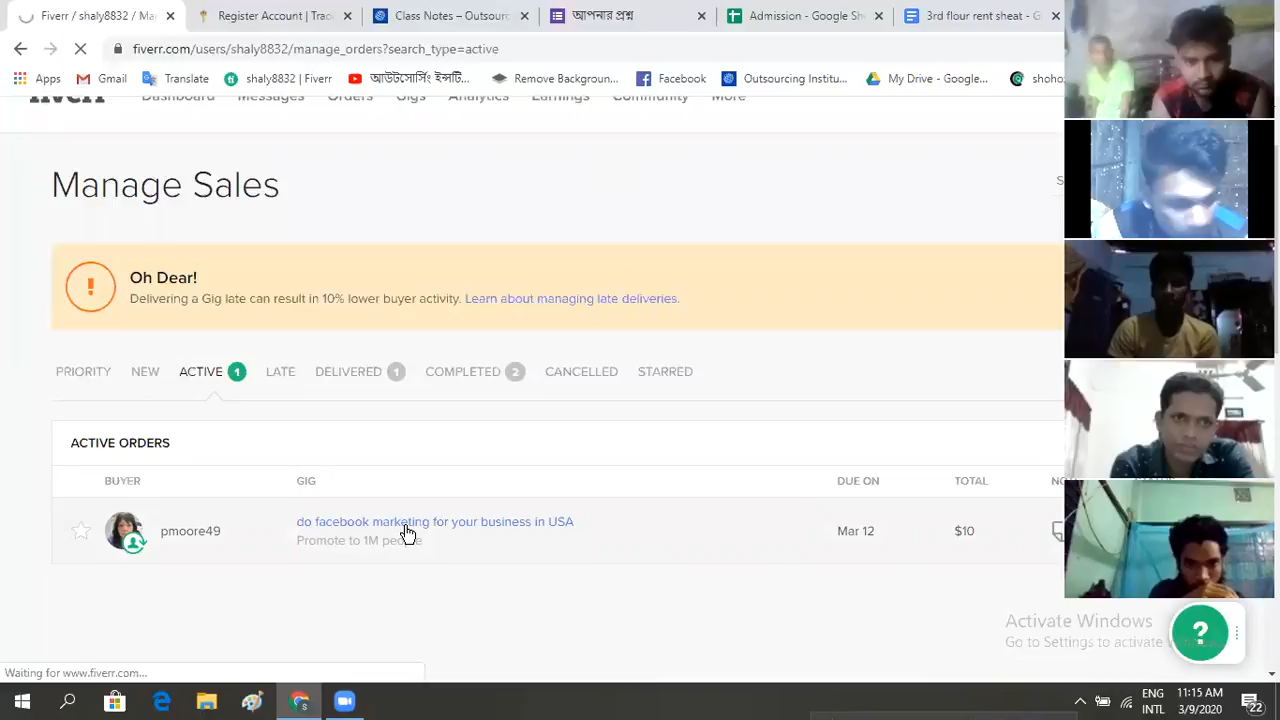 Fiverr / shaly8832 / Ma
Register Account | Trad
Class Notes – Outsour
আপনার প্রশ্ন
Admission - Google Sh
3rd flour rent sheat - G
fiverr.com/users/shaly8832/manage_orders?search_type=active
Apps
Gmail
Translate
shaly8832 | Fiverr
আউটসোর্সিং ইন্সটি...
Remove Backgroun...
Facebook
Outsourcing Institu...
My Drive - Google...
shoho
fiverr
Dashboard
Messages
Orders
Gigs
Analytics
Earnings
Community
More
Manage Sales
Oh Dear!
Delivering a Gig late can result in 10% lower buyer activity. Learn about managing late deliveries.
PRIORITY
NEW
ACTIVE 1
LATE
DELIVERED 1
COMPLETED 2
CANCELLED
STARRED
ACTIVE ORDERS
BUYER
GIG
DUE ON
TOTAL
pmoore49
do facebook marketing for your business in USA
Mar 12
$10
Promote to 1M people
Activate Windows
Go to Settings to activate
?
Waiting for www.fiverr.com...
ENG
INTL
11:15 AM
3/9/2020
22